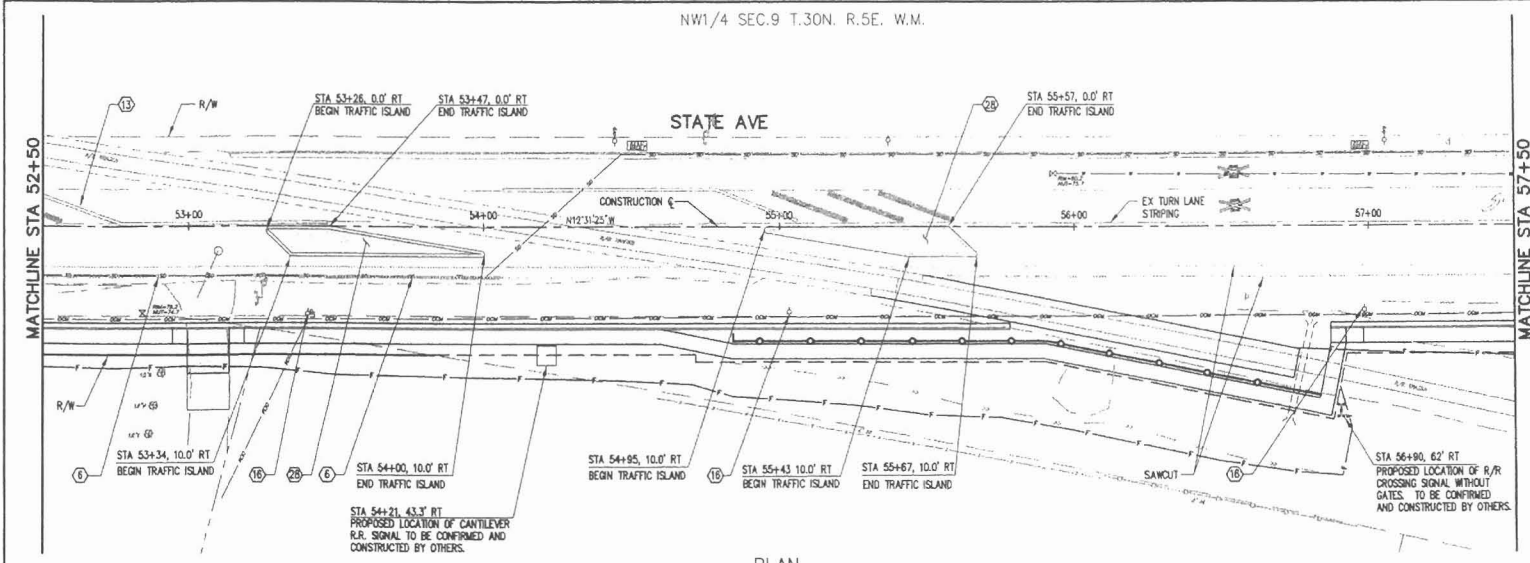 NW1/4 SEC.9 T.30N. R.5E. W.M.
MATCHLINE STA 52+50
13
R/W
STA 53+26, 0.0' RT
BEGIN TRAFFIC ISLAND
STA 53+47, 0.0' RT
END TRAFFIC ISLAND
STATE AVE
28
STA 55+57, 0.0' RT
END TRAFFIC ISLAND
MATCHLINE STA 57+50
53+00
54+00
N12°31'25"W
CONSTRUCTION ℄
55+00
56+00
EX TURN LANE
STRIPING
57+00
R/W
6
STA 53+34, 10.0' RT
BEGIN TRAFFIC ISLAND
16
28
6
STA 54+00, 10.0' RT
END TRAFFIC ISLAND
STA 54+21, 43.3' RT
PROPOSED LOCATION OF CANTILEVER
R.R. SIGNAL TO BE CONFIRMED AND
CONSTRUCTED BY OTHERS.
STA 54+95, 10.0' RT
BEGIN TRAFFIC ISLAND
16
STA 55+43 10.0' RT
BEGIN TRAFFIC ISLAND
STA 55+67, 10.0' RT
END TRAFFIC ISLAND
SAWCUT
16
STA 56+90, 62' RT
PROPOSED LOCATION OF R/R
CROSSING SIGNAL WITHOUT
GATES. TO BE CONFIRMED
AND CONSTRUCTED BY OTHERS.
PLAN